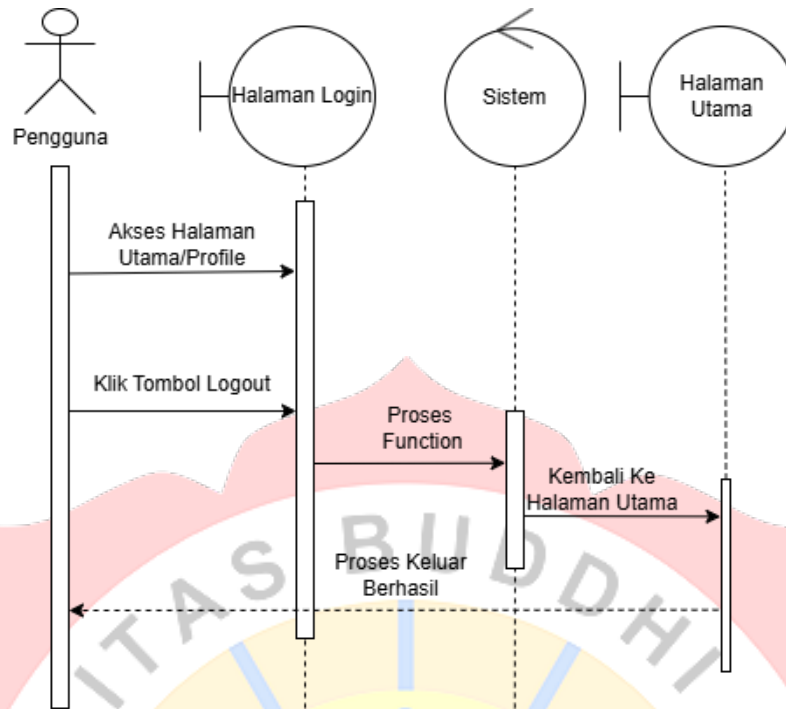 Pengguna
Halaman Login
Sistem
Halaman
Utama
Akses Halaman
Utama/Profile
Klik Tombol Logout
Proses
Function
Kembali Ke
Halaman Utama
Proses Keluar
Berhasil
ITAS BUDDHI